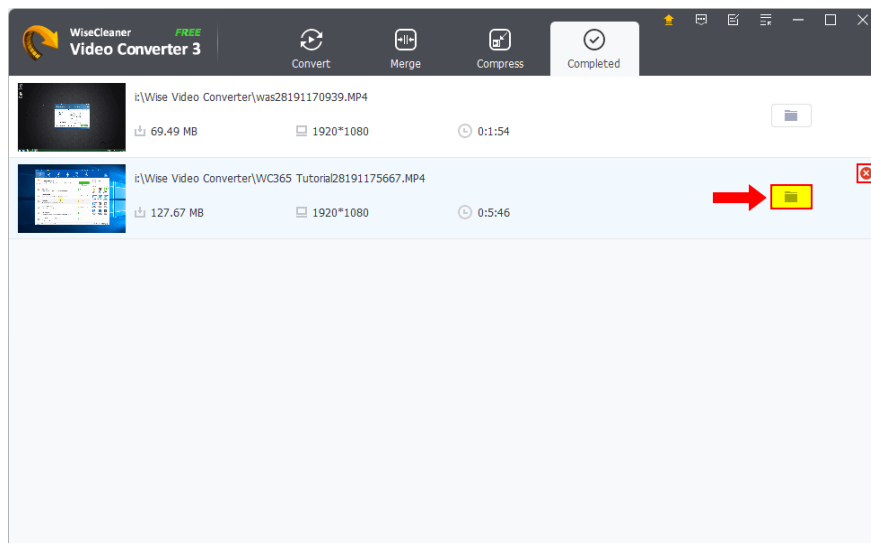 WiseCleaner FREE
Video Converter 3
Convert
Merge
Compress
Completed
i:\Wise Video Converter\was28191170939.MP4
69.49 MB
1920*1080
0:1:54
i:\Wise Video Converter\WC365 Tutorial28191175667.MP4
127.67 MB
1920*1080
0:5:46